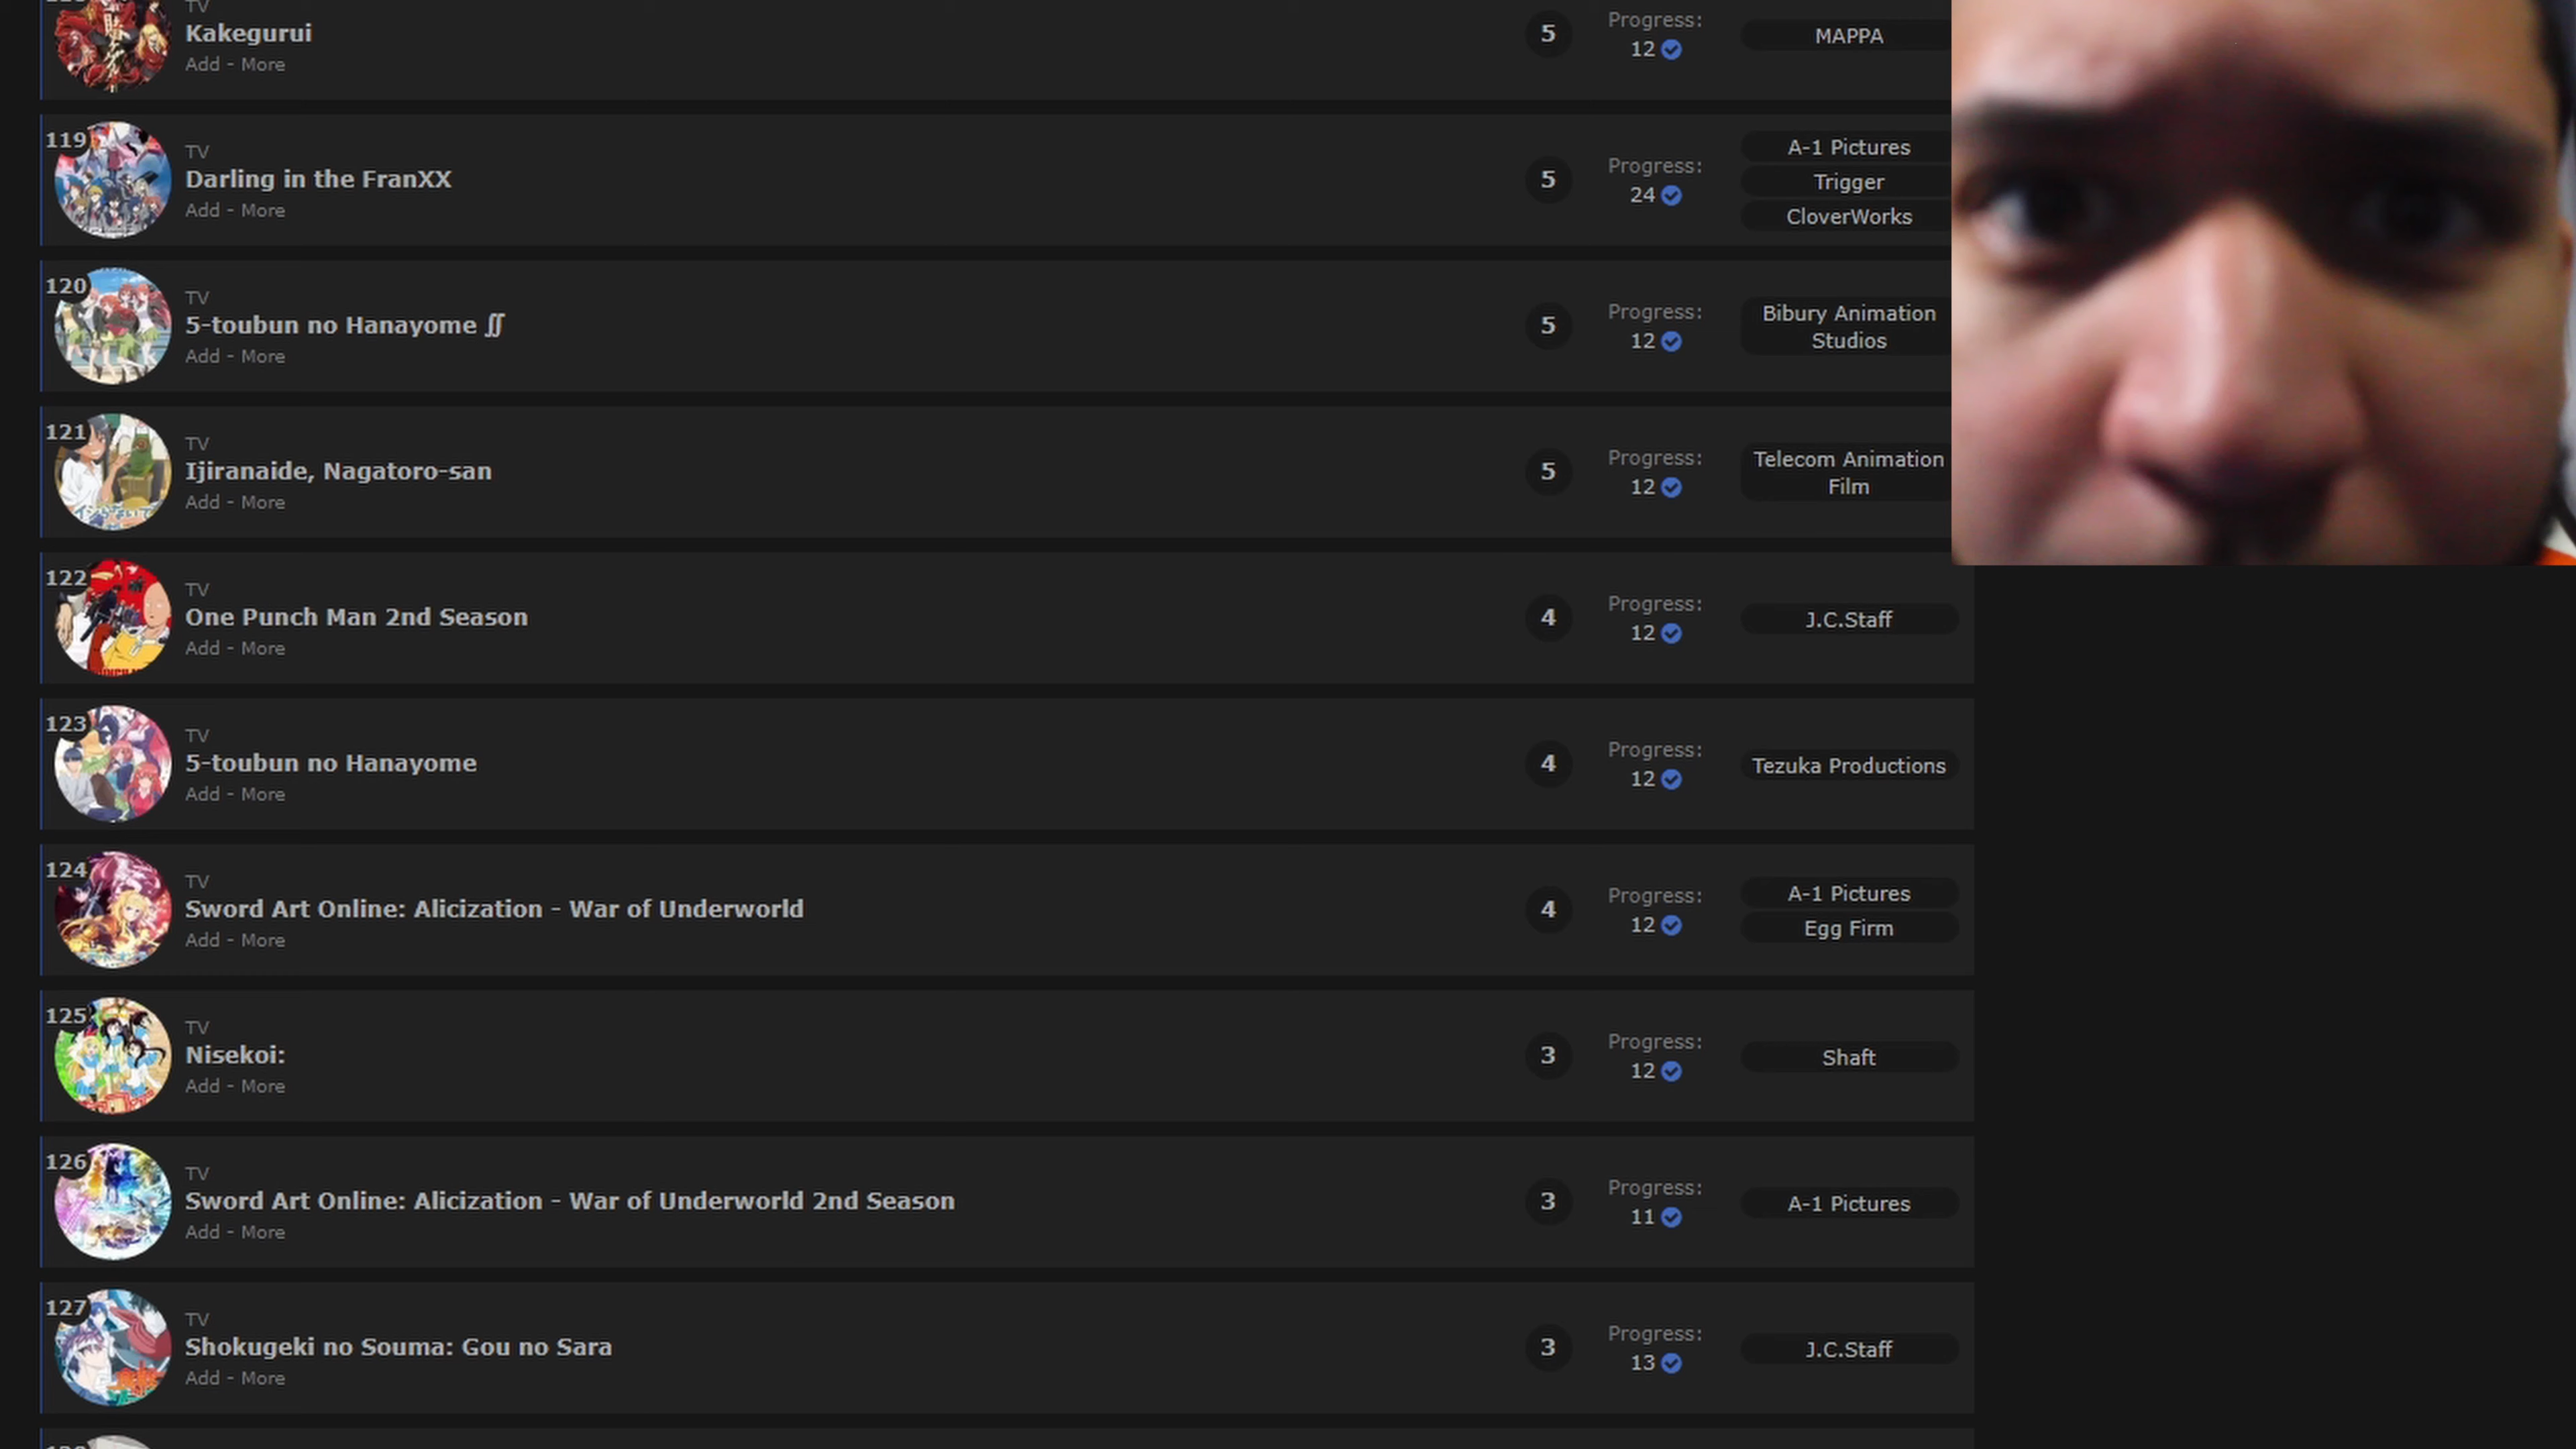 TV
Kakegurui
Add - More
5
Progress:
12
MAPPA
119
TV
Darling in the FranXX
Add - More
5
Progress:
24
A-1 Pictures
Trigger
CloverWorks
120
TV
5-toubun no Hanayome ∬
Add - More
5
Progress:
12
Bibury Animation
Studios
121
TV
Ijiranaide, Nagatoro-san
Add - More
5
Progress:
12
Telecom Animation
Film
122
TV
One Punch Man 2nd Season
Add - More
4
Progress:
12
J.C.Staff
123
TV
5-toubun no Hanayome
Add - More
4
Progress:
12
Tezuka Productions
124
TV
Sword Art Online: Alicization - War of Underworld
Add - More
4
Progress:
12
A-1 Pictures
Egg Firm
125
TV
Nisekoi:
Add - More
3
Progress:
12
Shaft
126
TV
Sword Art Online: Alicization - War of Underworld 2nd Season
Add - More
3
Progress:
11
A-1 Pictures
127
TV
Shokugeki no Souma: Gou no Sara
Add - More
3
Progress:
13
J.C.Staff